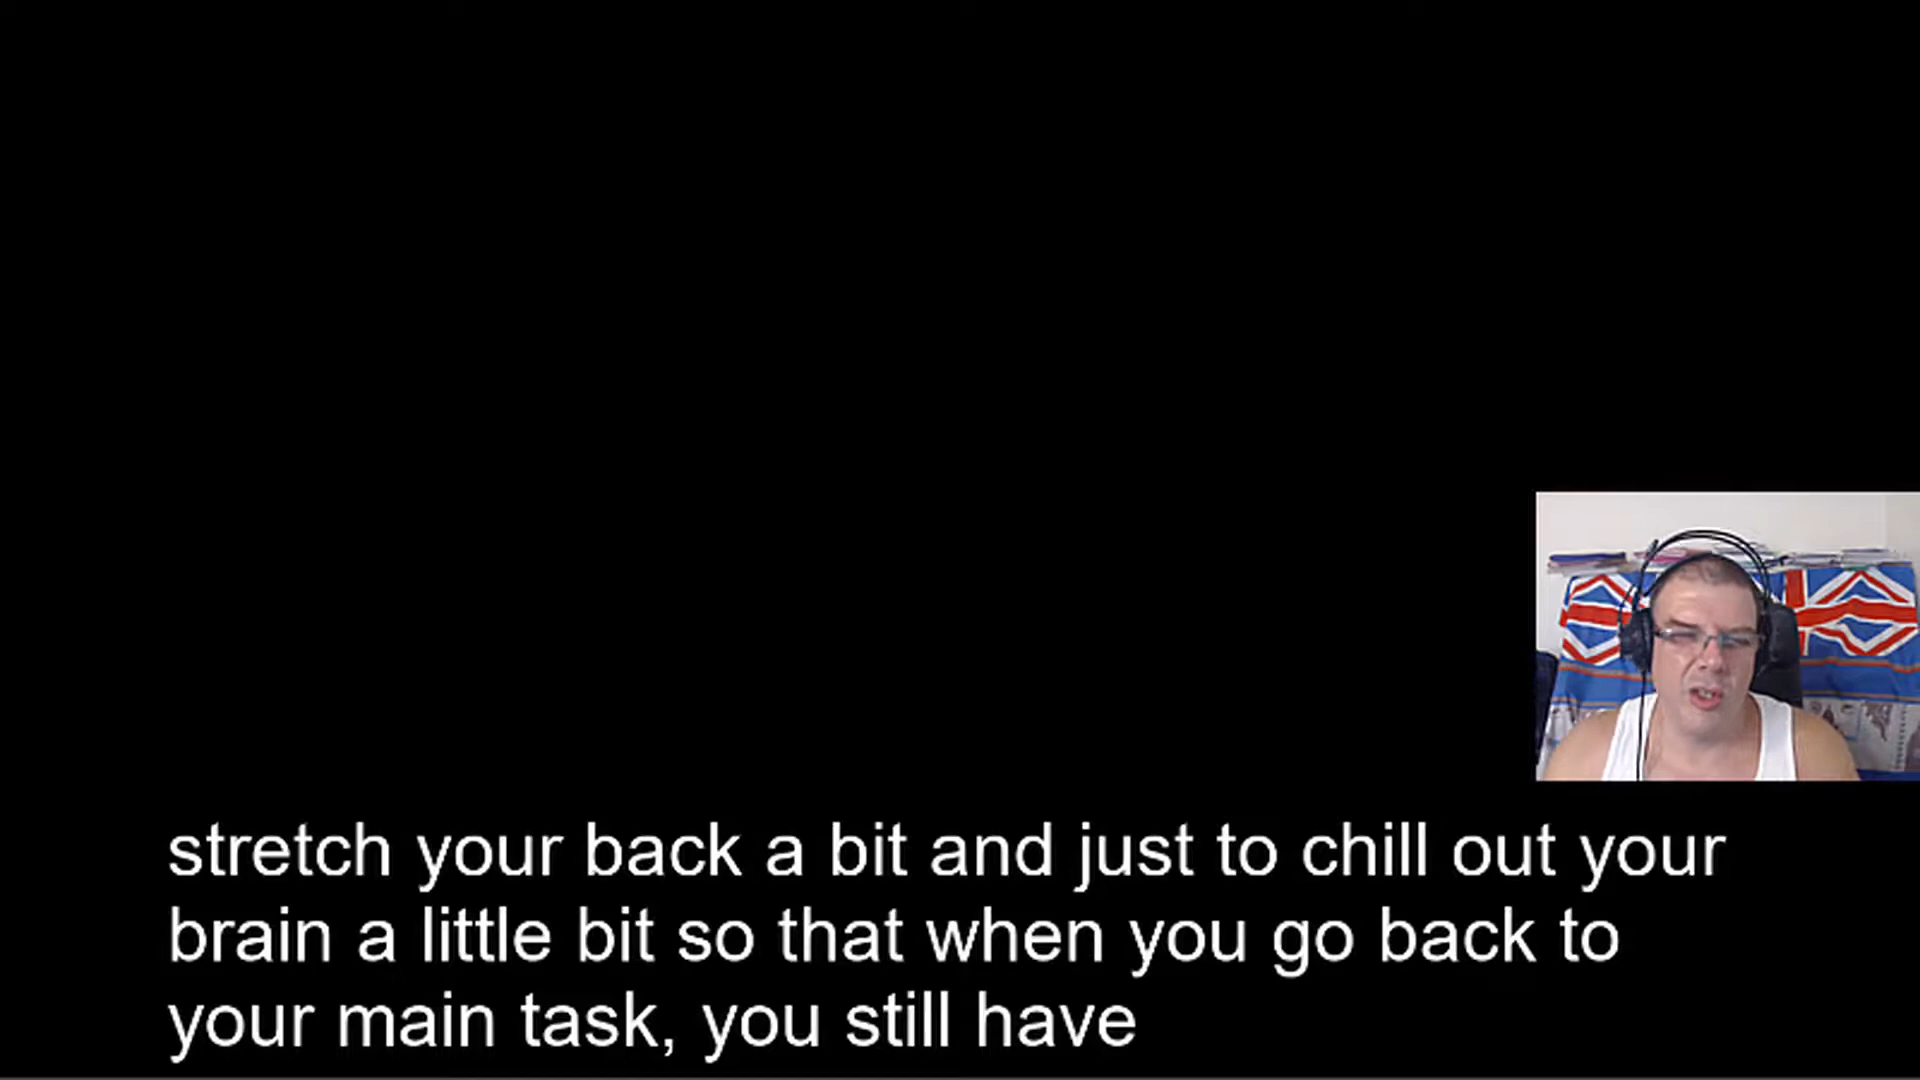 stretch your back a bit and just to chill out your
brain a little bit so that when you go back to
your main task, you still have